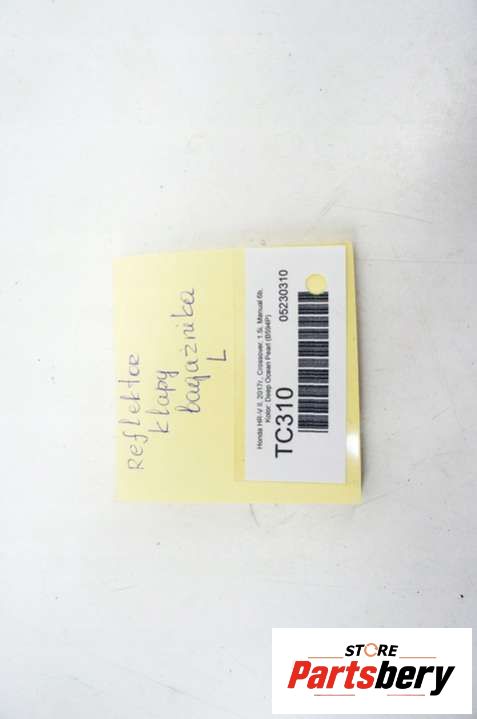 Reflektor
klapy
bagażnika
L
Honda HR-V II, 2017r., Crossover, 1.5i, Manual 6b.
Kolor: Deep Ocean Pearl (B594P)
TC310
05230310
STORE
Partsbery